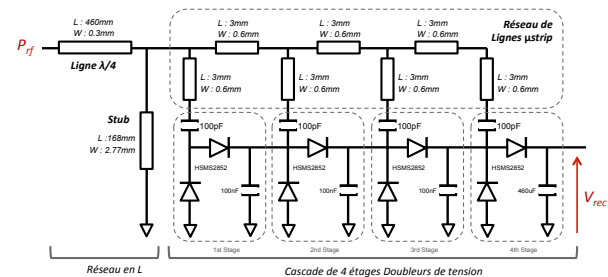 L : 460mm
W : 0.3mm
P_rf
Ligne λ/4
Stub
L :168mm
W : 2.77mm
L : 3mm
W : 0.6mm
L : 3mm
W : 0.6mm
L : 3mm
W : 0.6mm
Réseau de
Lignes µstrip
L : 3mm
W : 0.6mm
L : 3mm
W : 0.6mm
L : 3mm
W : 0.6mm
L : 3mm
W : 0.6mm
100pF
100pF
100pF
100pF
HSMS2852
HSMS2852
HSMS2852
HSMS2852
100nF
100nF
100nF
460uF
V_rec
1st Stage
2nd Stage
3rd Stage
4th Stage
Réseau en L
Cascade de 4 étages Doubleurs de tension